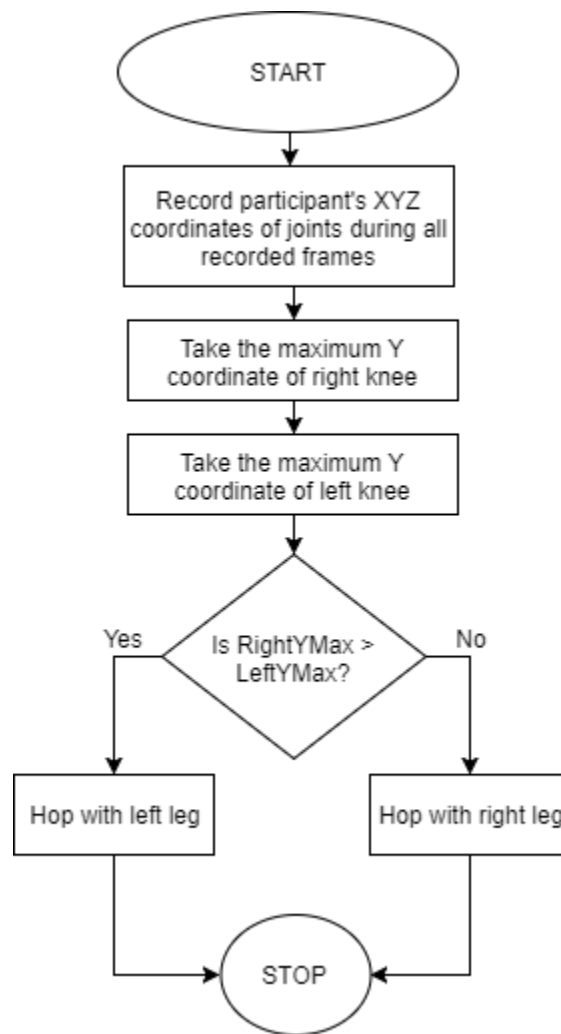 START
Record participant's XYZ
coordinates of joints during all
recorded frames
Take the maximum Y
coordinate of right knee
Take the maximum Y
coordinate of left knee
Is RightYMax >
LeftYMax?
Yes
No
Hop with left leg
Hop with right leg
STOP